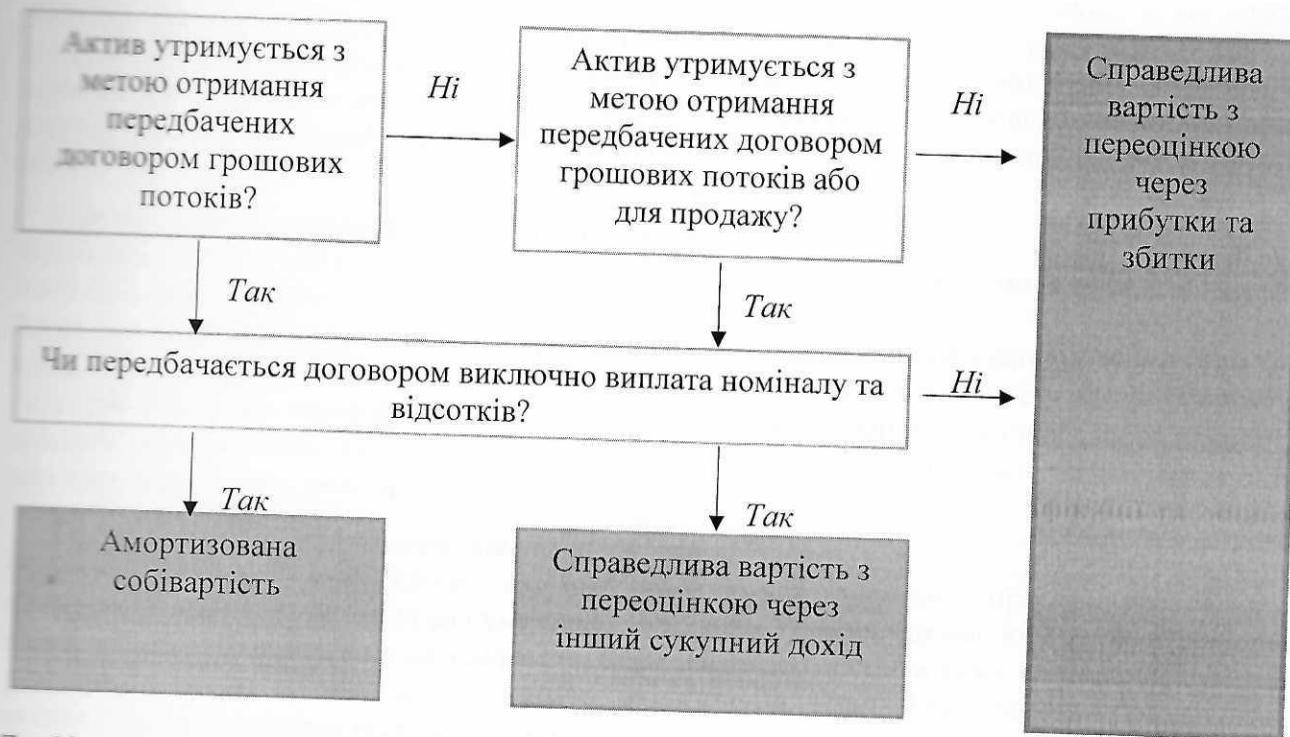 Актив утримується з
метою отримання
передбачених
договором грошових
потоків?
Ні
Актив утримується з
метою отримання
передбачених договором
грошових потоків або
для продажу?
Ні
Справедлива
вартість з
переоцінкою
через
прибутки та
збитки
Так
Так
Чи передбачається договором виключно виплата номіналу та
відсотків?
Ні
Так
Так
Амортизована
собівартість
Справедлива вартість з
переоцінкою через
інший сукупний дохід